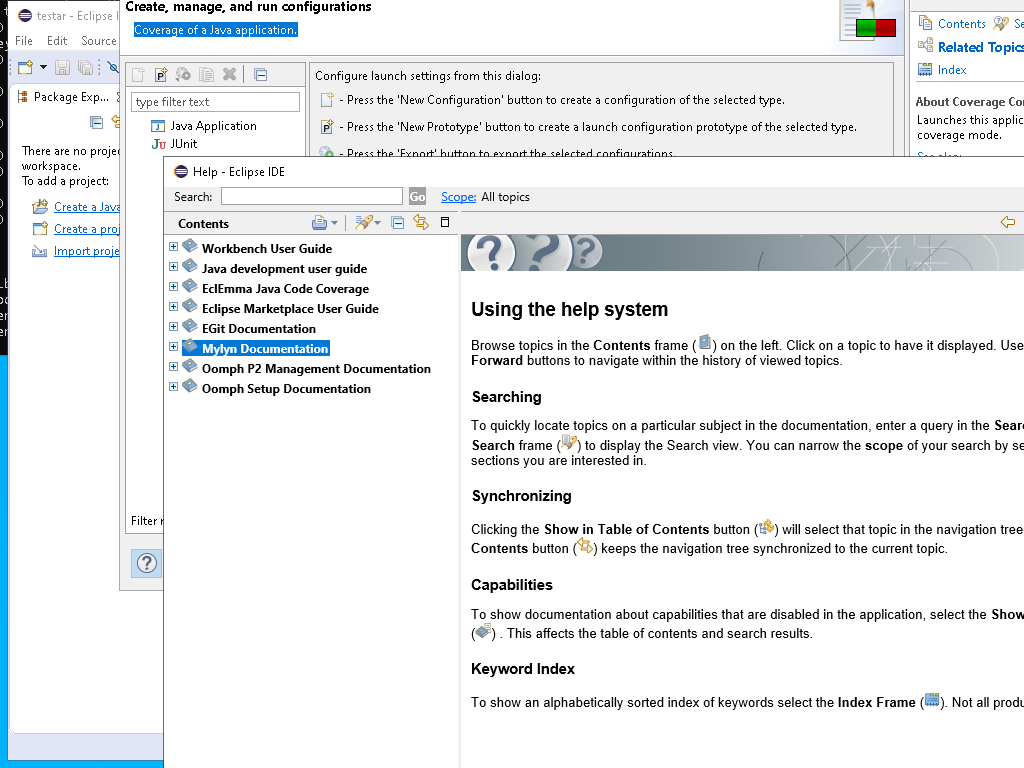 testar - Eclipse I
File Edit Source
Package Exp...
There are no projec
workspace.
To add a project:
Create a Java
Create a proj
Import proje
Create, manage, and run configurations
Coverage of a Java application.
type filter text
Java Application
JUnit
Filter
Configure launch settings from this dialog:
- Press the 'New Configuration' button to create a configuration of the selected type.
- Press the 'New Prototype' button to create a launch configuration prototype of the selected type.
- Press the 'Export' button to export the selected configurations.
Contents Se
Related Topics
Index
About Coverage Co
Launches this applic
coverage mode.
See also:
Help - Eclipse IDE
Search: Go Scope: All topics
Contents
Workbench User Guide
Java development user guide
EclEmma Java Code Coverage
Eclipse Marketplace User Guide
EGit Documentation
Mylyn Documentation
Oomph P2 Management Documentation
Oomph Setup Documentation
Using the help system
Browse topics in the Contents frame ( ) on the left. Click on a topic to have it displayed. Use
Forward buttons to navigate within the history of viewed topics.
Searching
To quickly locate topics on a particular subject in the documentation, enter a query in the Sear
Search frame ( ) to display the Search view. You can narrow the scope of your search by se
sections you are interested in.
Synchronizing
Clicking the Show in Table of Contents button ( ) will select that topic in the navigation tree
Contents button ( ) keeps the navigation tree synchronized to the current topic.
Capabilities
To show documentation about capabilities that are disabled in the application, select the Show
( ) . This affects the table of contents and search results.
Keyword Index
To show an alphabetically sorted index of keywords select the Index Frame ( ). Not all produ